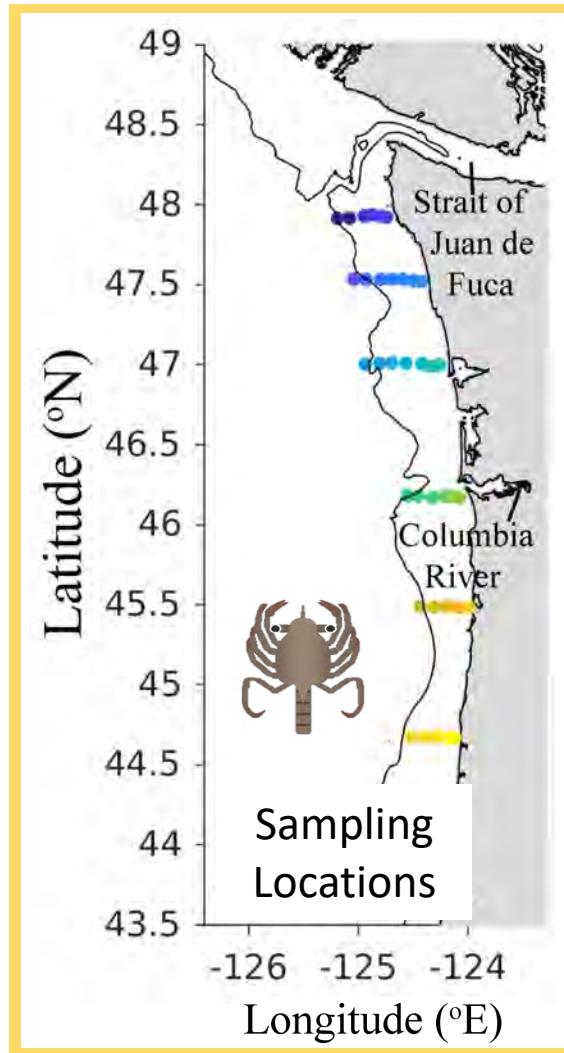 49
48.5
48
47.5
47
46.5
46
45.5
45
44.5
44
43.5
Latitude (ºN)
Strait of
Juan de
Fuca
Columbia
River
Sampling
Locations
-126
-125
-124
Longitude (ºE)